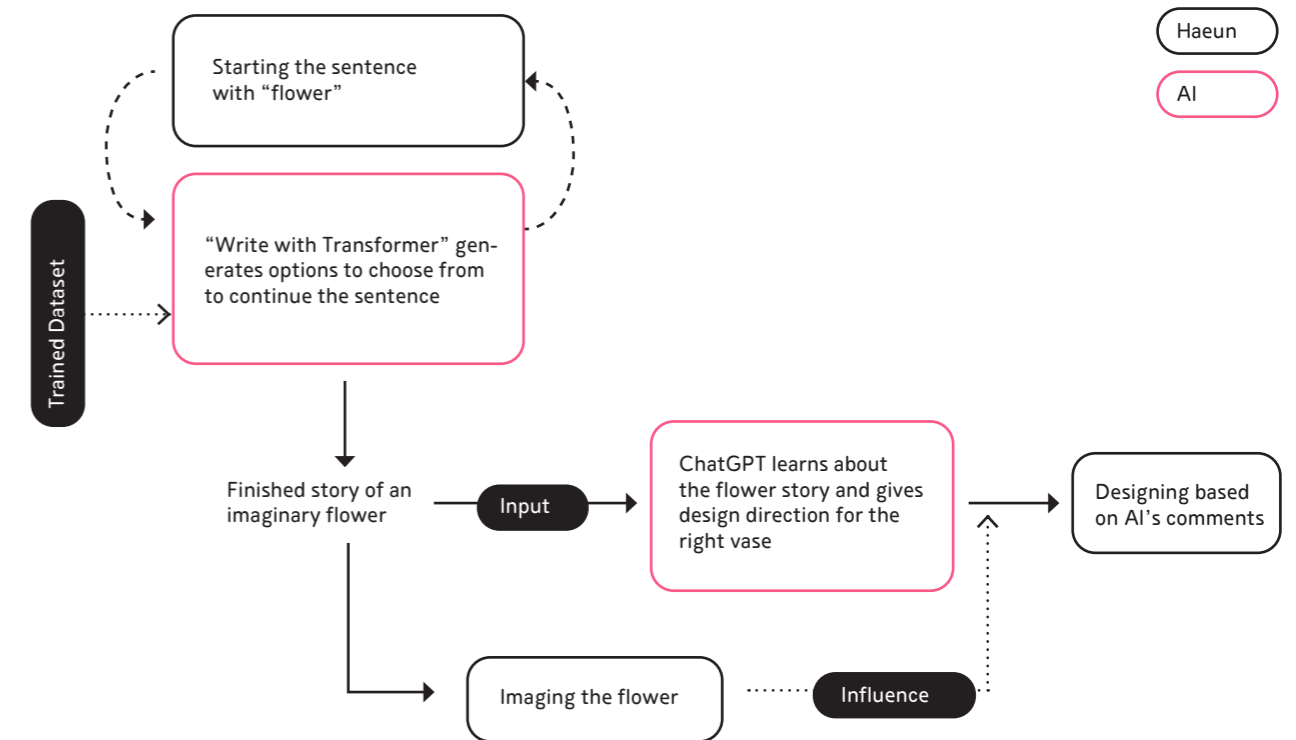 Haeun
AI
Starting the sentence
with “flower”
“Write with Transformer” gen-
erates options to choose from
to continue the sentence
Trained Dataset
Finished story of an
imaginary flower
Input
ChatGPT learns about
the flower story and gives
design direction for the
right vase
Designing based
on AI’s comments
Imaging the flower
Influence